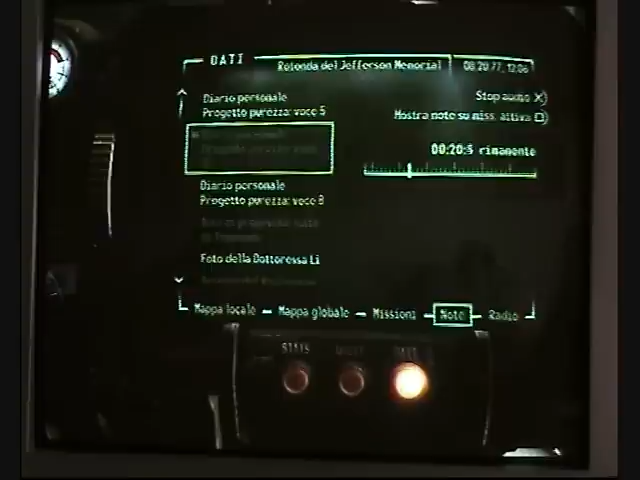 DATI
Rotonda del Jefferson Memorial
08.20.77, 12:06
Diario personale
Progetto purezza: voce 5
Stop audio X)
Mostra note su miss. attiva
00:20:5 rimanente
Diario personale
Progetto purezza: voce 8
Foto della Dottoressa Li
Mappa locale
Mappa globale
Missioni
Note
Radio
STATS